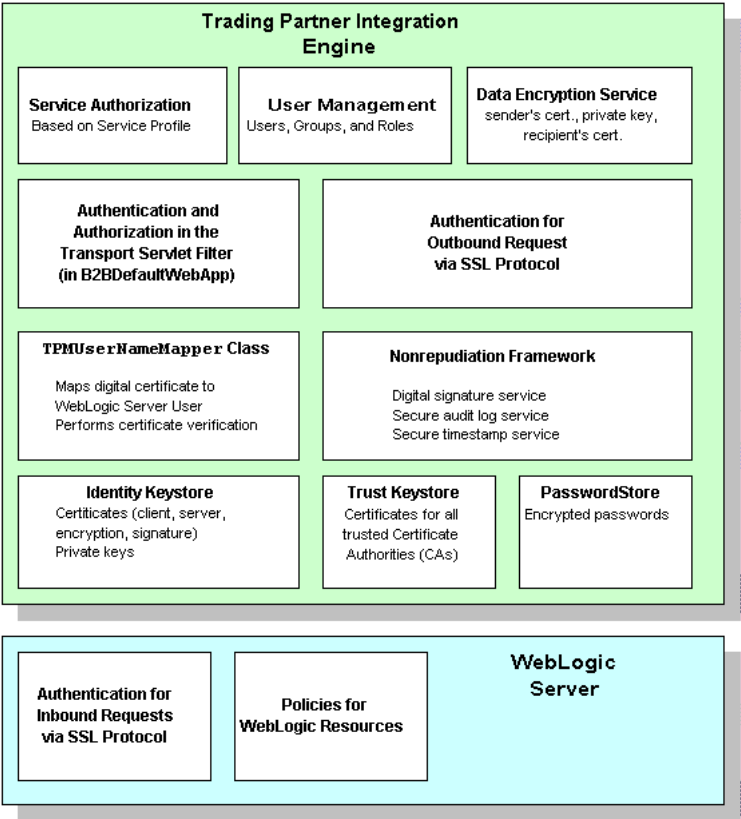 Trading Partner Integration
Engine
Service Authorization
Based on Service Profile
User Management
Users, Groups, and Roles
Data Encryption Service
sender's cert., private key,
recipient's cert.
Authentication and
Authorization in the
Transport Servlet Filter
(in B2BDefaultWebApp)
Authentication for
Outbound Request
via SSL Protocol
TPMUserNameMapper Class
Maps digital certificate to
WebLogic Server User
Performs certificate verification
Nonrepudiation Framework
Digital signature service
Secure audit log service
Secure timestamp service
Identity Keystore
Certificates (client, server,
encryption, signature)
Private keys
Trust Keystore
Certificates for all
trusted Certificate
Authorities (CAs)
PasswordStore
Encrypted passwords
WebLogic
Server
Authentication for
Inbound Requests
via SSL Protocol
Policies for
WebLogic Resources